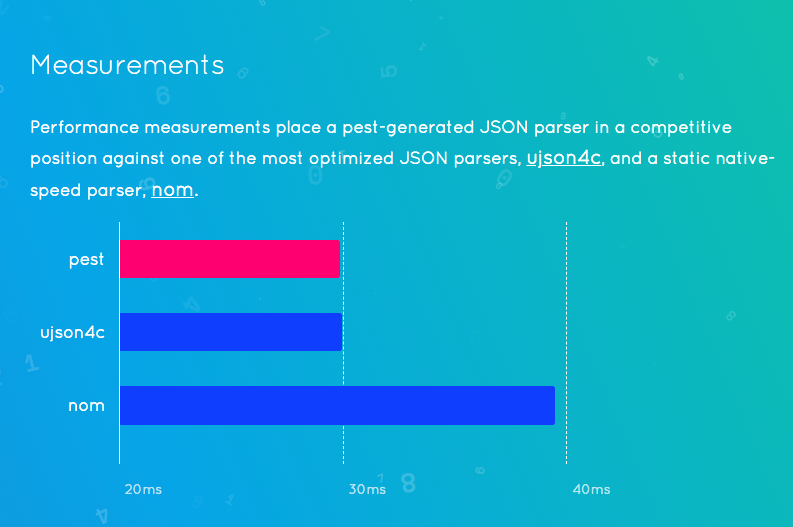 Measurements
Performance measurements place a pest-generated JSON parser in a competitive
position against one of the most optimized JSON parsers, ujson4c, and a static native-
speed parser, nom.
pest
ujson4c
nom
20ms
30ms
40ms